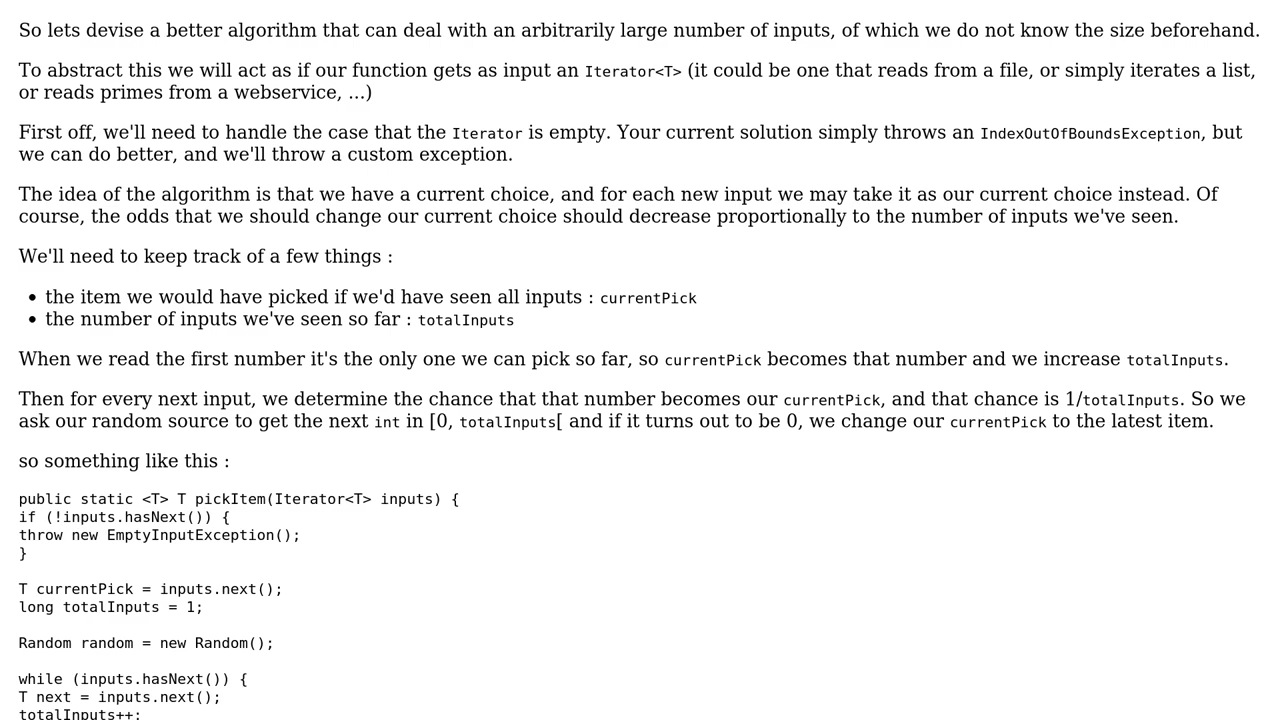 So lets devise a better algorithm that can deal with an arbitrarily large number of inputs, of which we do not know the size beforehand.
To abstract this we will act as if our function gets as input an Iterator<T> (it could be one that reads from a file, or simply iterates a list,
or reads primes from a webservice, ...)
First off, we'll need to handle the case that the Iterator is empty. Your current solution simply throws an IndexOutOfBoundsException, but
we can do better, and we'll throw a custom exception.
The idea of the algorithm is that we have a current choice, and for each new input we may take it as our current choice instead. Of
course, the odds that we should change our current choice should decrease proportionally to the number of inputs we've seen.
We'll need to keep track of a few things :
• the item we would have picked if we'd have seen all inputs : currentPick
• the number of inputs we've seen so far : totalInputs
When we read the first number it's the only one we can pick so far, so currentPick becomes that number and we increase totalInputs.
Then for every next input, we determine the chance that that number becomes our currentPick, and that chance is 1/totalInputs. So we
ask our random source to get the next int in [0, totalInputs[ and if it turns out to be 0, we change our currentPick to the latest item.
so something like this :
public static <T> T pickItem(Iterator<T> inputs) {
if (!inputs.hasNext()) {
throw new EmptyInputException();
}
T currentPick = inputs.next();
long totalInputs = 1;
Random random = new Random();
while (inputs.hasNext()) {
T next = inputs.next();
totalInputs++;